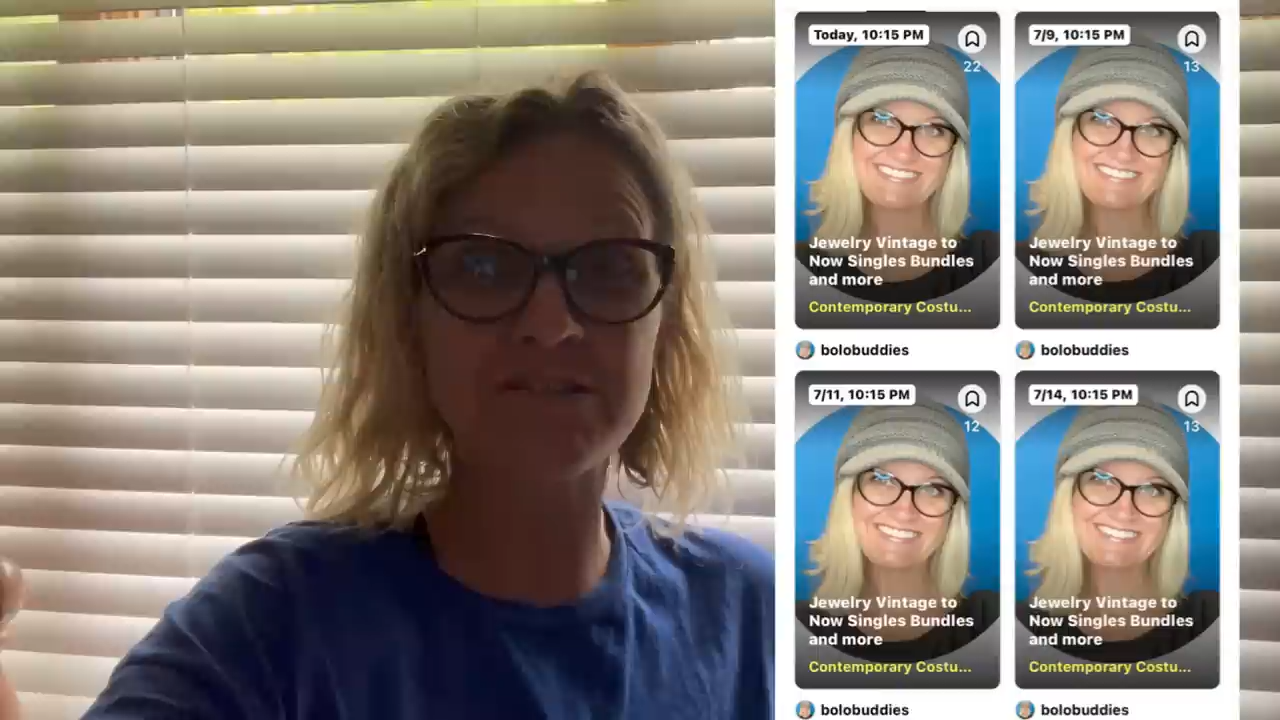 Today, 10:15 PM
22
Jewelry Vintage to
Now Singles Bundles
and more
Contemporary Costu...
bolobuddies
7/9, 10:15 PM
13
Jewelry Vintage to
Now Singles Bundles
and more
Contemporary Costu...
bolobuddies
7/11, 10:15 PM
12
Jewelry Vintage to
Now Singles Bundles
and more
Contemporary Costu...
bolobuddies
7/14, 10:15 PM
13
Jewelry Vintage to
Now Singles Bundles
and more
Contemporary Costu...
bolobuddies